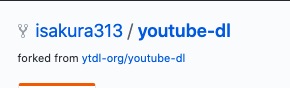 isakura313 / youtube-dl
forked from ytdl-org/youtube-dl